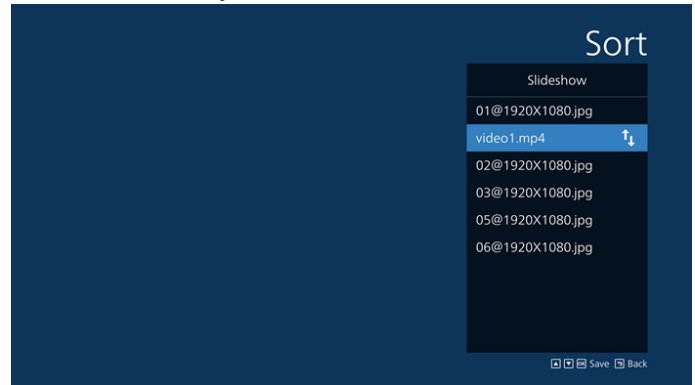 Sort
Slideshow
01@1920X1080.jpg
video1.mp4
02@1920X1080.jpg
03@1920X1080.jpg
05@1920X1080.jpg
06@1920X1080.jpg
OK Save Back